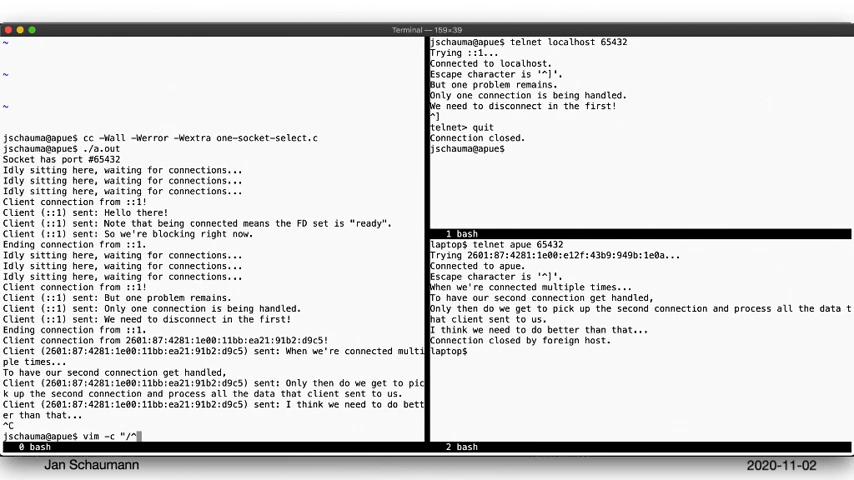 Terminal — 159×39
~
~
~
jschauma@apue$ cc -Wall -Werror -Wextra one-socket-select.c
jschauma@apue$ ./a.out
Socket has port #65432
Idly sitting here, waiting for connections...
Idly sitting here, waiting for connections...
Idly sitting here, waiting for connections...
Client connection from ::1!
Client (::1) sent: Hello there!
Client (::1) sent: Note that being connected means the FD set is "ready".
Client (::1) sent: So we're blocking right now.
Ending connection from ::1.
Idly sitting here, waiting for connections...
Idly sitting here, waiting for connections...
Idly sitting here, waiting for connections...
Client connection from ::1!
Client (::1) sent: But one problem remains.
Client (::1) sent: Only one connection is being handled.
Client (::1) sent: We need to disconnect in the first!
Ending connection from ::1.
Client connection from 2601:87:4281:1e00:11bb:ea21:91b2:d9c5!
Client (2601:87:4281:1e00:11bb:ea21:91b2:d9c5) sent: When we're connected multi
ple times...
To have our second connection get handled,
Client (2601:87:4281:1e00:11bb:ea21:91b2:d9c5) sent: Only then do we get to pic
k up the second connection and process all the data that client sent to us.
Client (2601:87:4281:1e00:11bb:ea21:91b2:d9c5) sent: I think we need to do bett
er than that...
^C
jschauma@apue$ vim -c "/^
0 bash
jschauma@apue$ telnet localhost 65432
Trying ::1...
Connected to localhost.
Escape character is '^]'.
But one problem remains.
Only one connection is being handled.
We need to disconnect in the first!
^]
telnet> quit
Connection closed.
jschauma@apue$
1 bash
laptop$ telnet apue 65432
Trying 2601:87:4281:1e00:e12f:43b9:949b:1e0a...
Connected to apue.
Escape character is '^]'.
When we're connected multiple times...
To have our second connection get handled,
Only then do we get to pick up the second connection and process all the data t
hat client sent to us.
I think we need to do better than that...
Connection closed by foreign host.
laptop$
2 bash
Jan Schaumann
2020-11-02